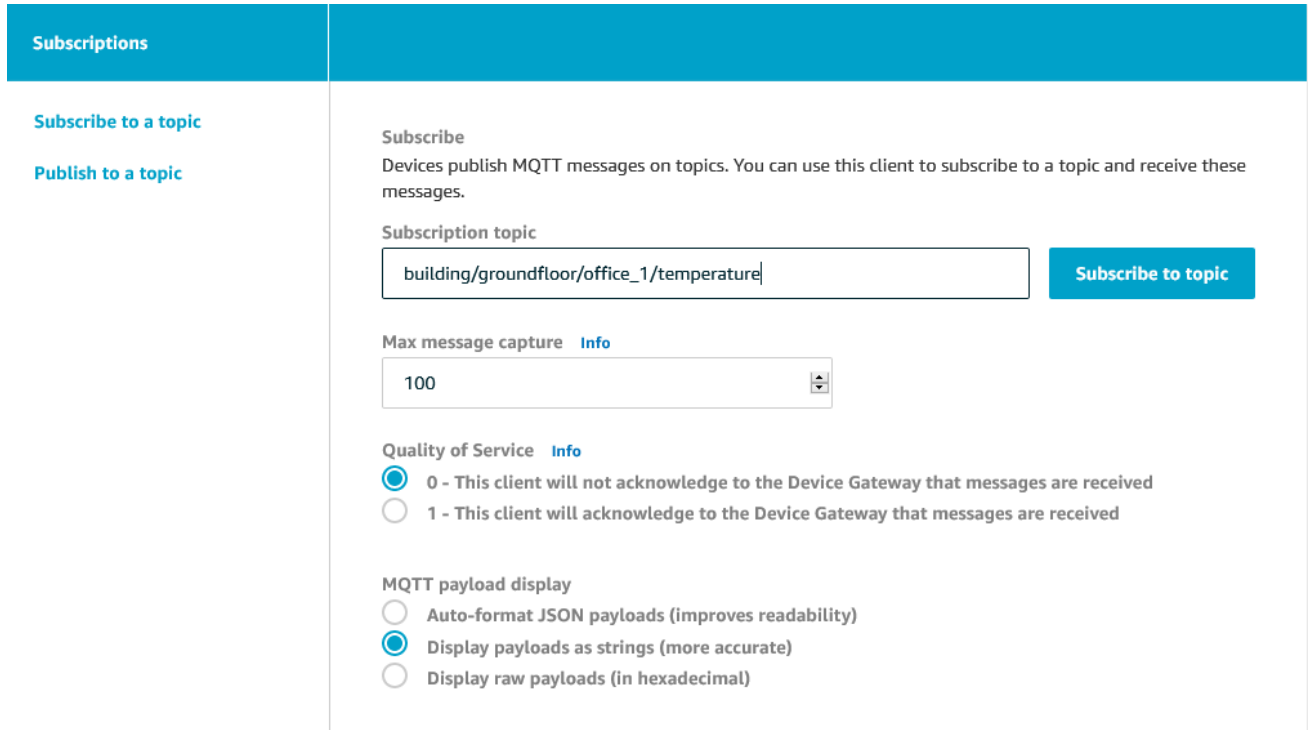 Subscriptions
Subscribe to a topic
Publish to a topic
Subscribe
Devices publish MQTT messages on topics. You can use this client to subscribe to a topic and receive these
messages.
Subscription topic
building/groundfloor/office_1/temperature
Subscribe to topic
Max message capture Info
100
Quality of Service Info
0 - This client will not acknowledge to the Device Gateway that messages are received
1 - This client will acknowledge to the Device Gateway that messages are received
MQTT payload display
Auto-format JSON payloads (improves readability)
Display payloads as strings (more accurate)
Display raw payloads (in hexadecimal)